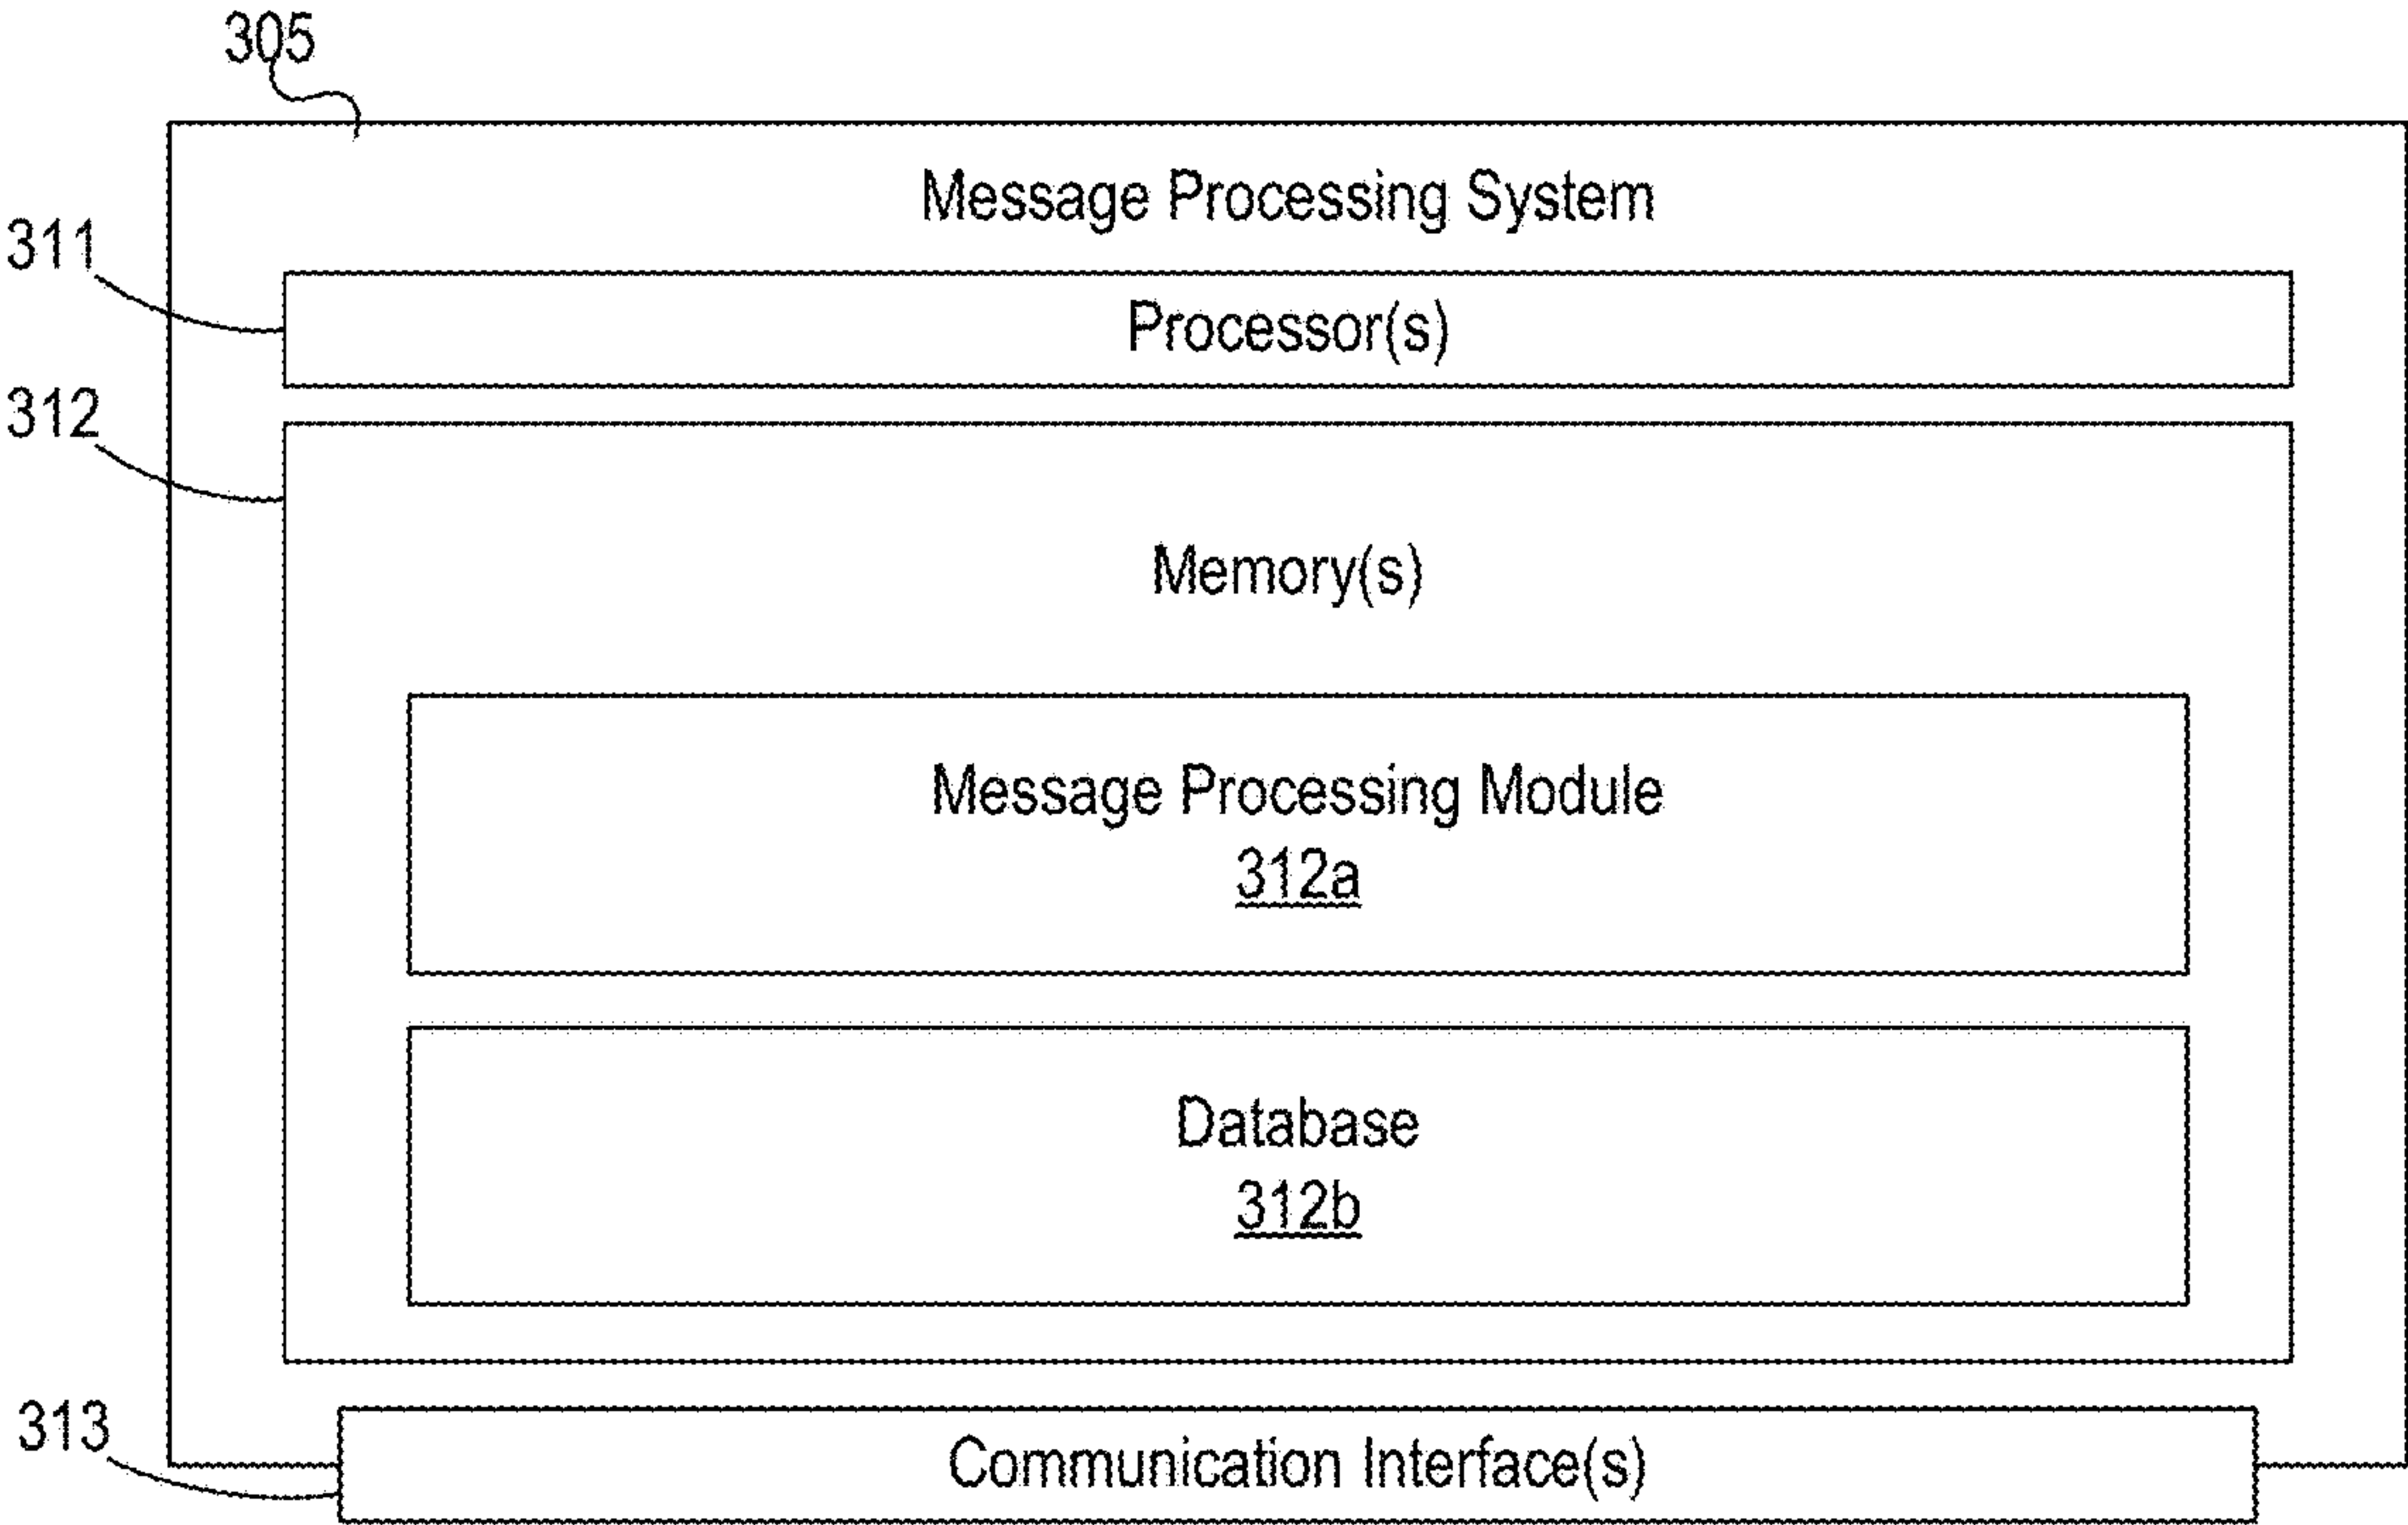 305
Message Processing System
311
Processor(s)
312
Memory(s)
Message Processing Module
312a
Database
312b
313
Communication Interface(s)